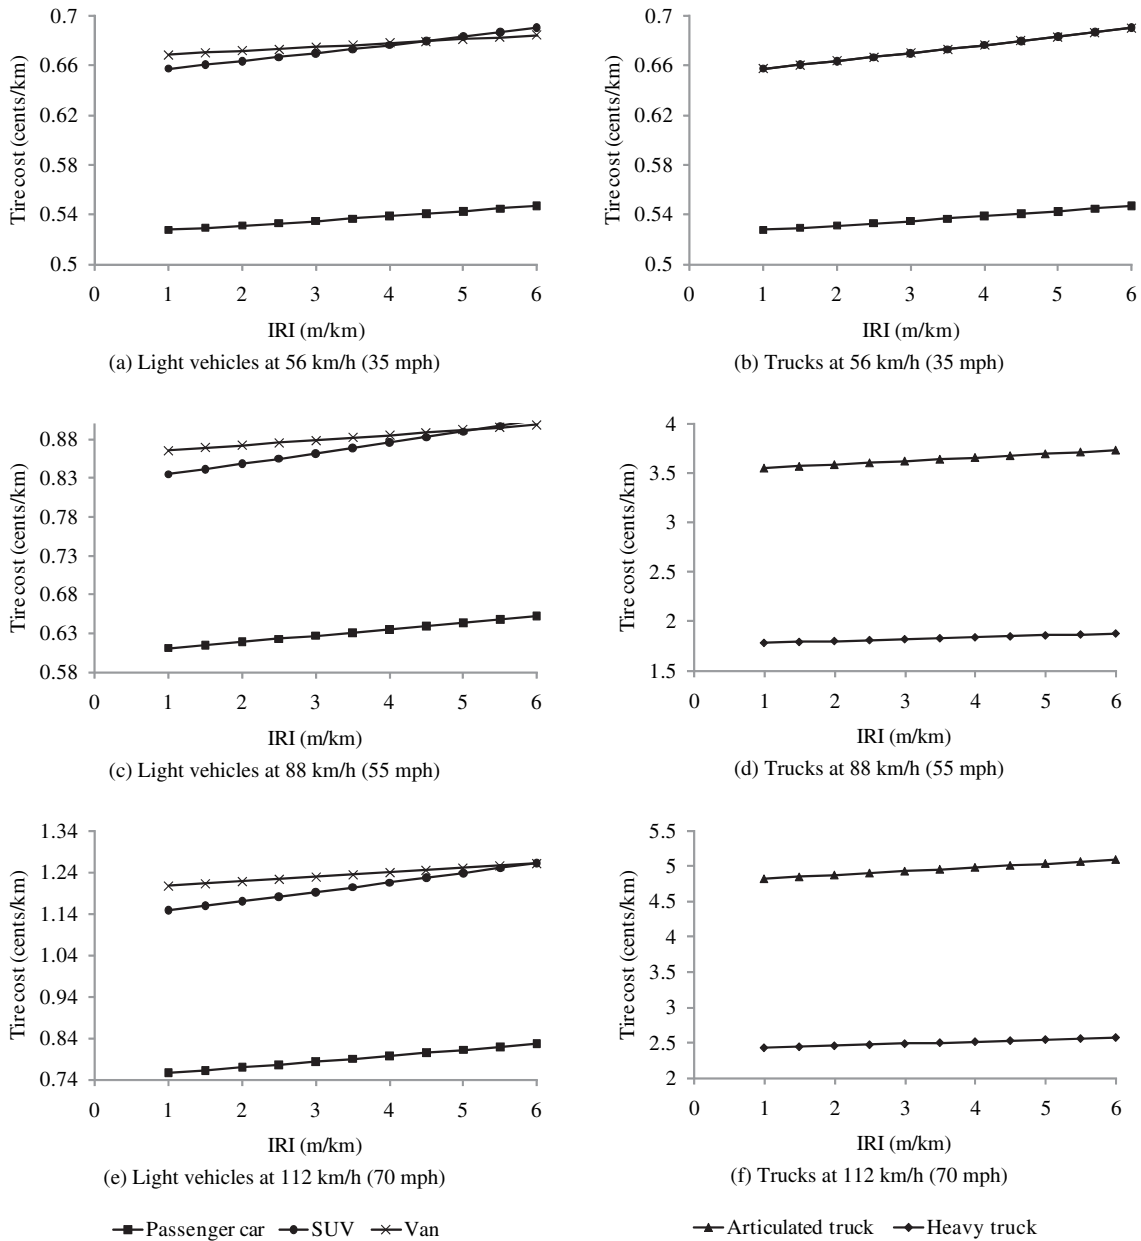 0.7
0.66
0.62
0.58
0.54
0.5
Tire cost (cents/km)
0 1 2 3 4 5 6
IRI (m/km)
(a) Light vehicles at 56 km/h (35 mph)
0.7
0.66
0.62
0.58
0.54
0.5
Tire cost (cents/km)
0 1 2 3 4 5 6
IRI (m/km)
(b) Trucks at 56 km/h (35 mph)
0.88
0.83
0.78
0.73
0.68
0.63
0.58
Tire cost (cents/km)
0 1 2 3 4 5 6
IRI (m/km)
(c) Light vehicles at 88 km/h (55 mph)
4
3.5
3
2.5
2
1.5
Tire cost (cents/km)
0 1 2 3 4 5 6
IRI (m/km)
(d) Trucks at 88 km/h (55 mph)
1.34
1.24
1.14
1.04
0.94
0.84
0.74
Tire cost (cents/km)
0 1 2 3 4 5 6
IRI (m/km)
(e) Light vehicles at 112 km/h (70 mph)
5.5
5
4.5
4
3.5
3
2.5
2
Tire cost (cents/km)
0 1 2 3 4 5 6
IRI (m/km)
(f) Trucks at 112 km/h (70 mph)
Passenger car SUV Van
Articulated truck Heavy truck